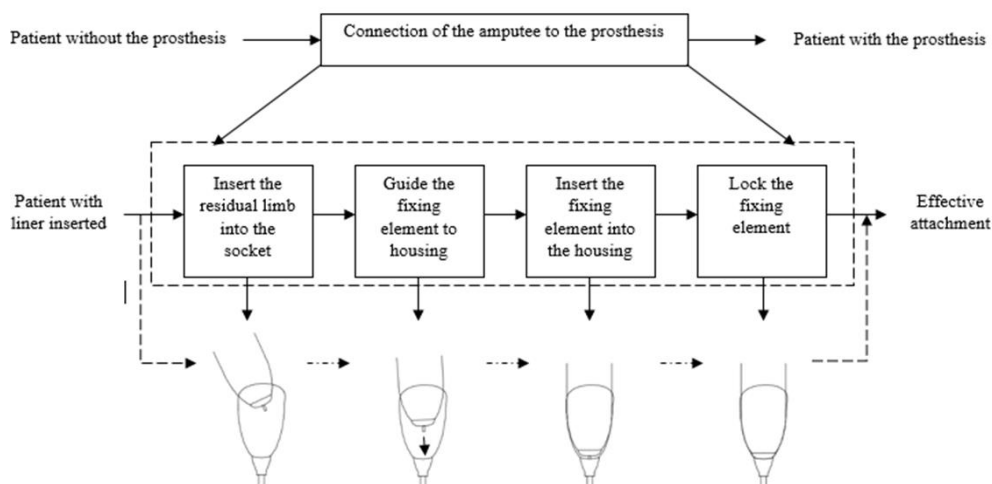 Patient without the prosthesis
Connection of the amputee to the prosthesis
Patient with the prosthesis
Patient with
liner inserted
Insert the
residual limb
into the
socket
Guide the
fixing
element to
housing
Insert the
fixing
element into
the housing
Lock the
fixing
element
Effective
attachment